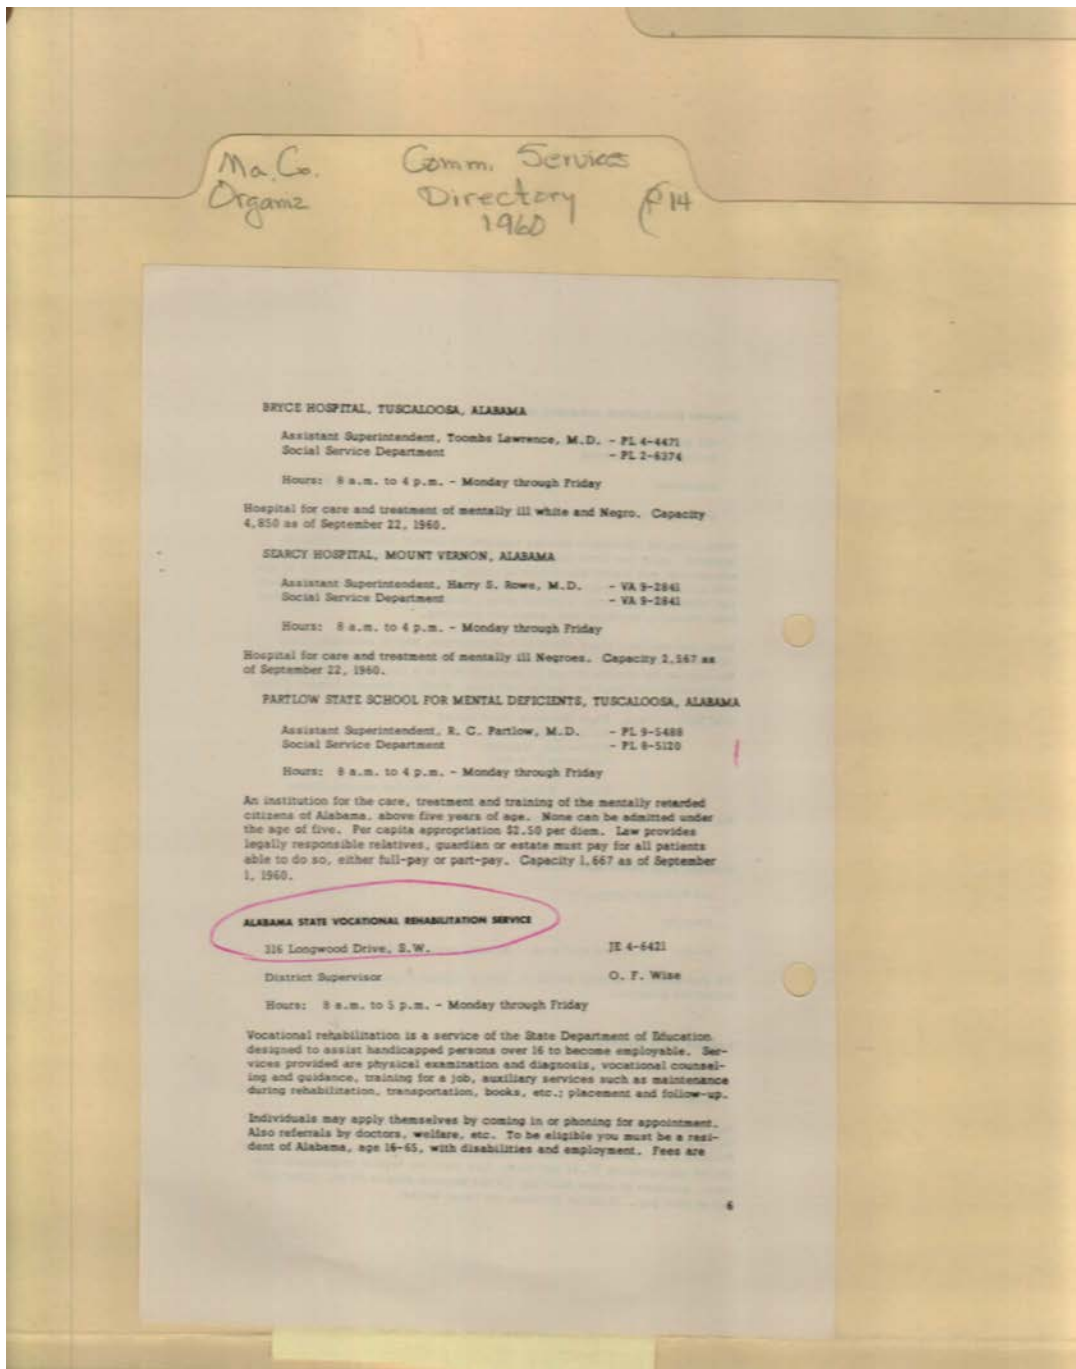 Ma. Co. Comm. Services
Organiz Directory P14
1960
BRYCE HOSPITAL, TUSCALOOSA, ALABAMA
Assistant Superintendent, Toombs Lawrence, M.D. - PL 4-4471
Social Service Department - PL 2-6374
Hours: 8 a.m. to 4 p.m. - Monday through Friday
Hospital for care and treatment of mentally ill white and Negro. Capacity
4,850 as of September 22, 1960.
SEARCY HOSPITAL, MOUNT VERNON, ALABAMA
Assistant Superintendent, Harry S. Rowe, M.D. - VA 9-2841
Social Service Department - VA 9-2841
Hours: 8 a.m. to 4 p.m. - Monday through Friday
Hospital for care and treatment of mentally ill Negroes. Capacity 2,567 as
of September 22, 1960.
PARTLOW STATE SCHOOL FOR MENTAL DEFICIENTS, TUSCALOOSA, ALABAMA
Assistant Superintendent, R. C. Partlow, M.D. - PL 9-5488
Social Service Department - PL 8-5120
Hours: 8 a.m. to 4 p.m. - Monday through Friday
An institution for the care, treatment and training of the mentally retarded
citizens of Alabama, above five years of age. None can be admitted under
the age of five. Per capita appropriation $2.50 per diem. Law provides
legally responsible relatives, guardian or estate must pay for all patients
able to do so, either full-pay or part-pay. Capacity 1,667 as of September
1, 1960.
ALABAMA STATE VOCATIONAL REHABILITATION SERVICE
316 Longwood Drive, S.W. JE 4-6421
District Supervisor O. F. Wise
Hours: 8 a.m. to 5 p.m. - Monday through Friday
Vocational rehabilitation is a service of the State Department of Education
designed to assist handicapped persons over 16 to become employable. Ser-
vices provided are physical examination and diagnosis, vocational counsel-
ing and guidance, training for a job, auxiliary services such as maintenance
during rehabilitation, transportation, books, etc.; placement and follow-up.
Individuals may apply themselves by coming in or phoning for appointment.
Also referrals by doctors, welfare, etc. To be eligible you must be a resi-
dent of Alabama, age 16-65, with disabilities and employment. Fees are
6